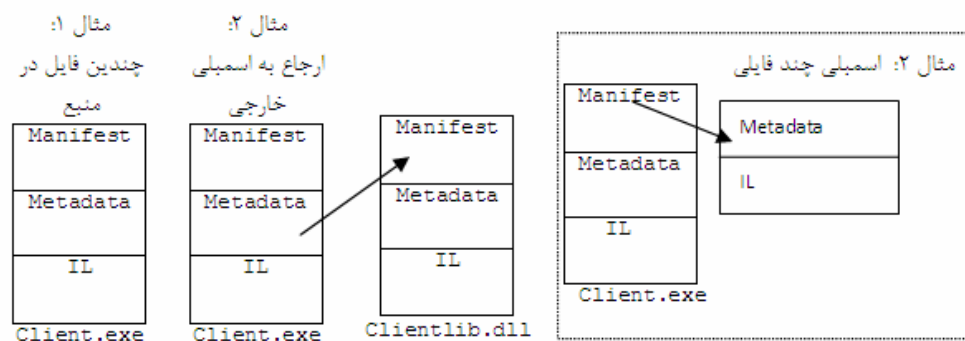 مثال ۱:
چندین فایل در
منبع
Manifest
Metadata
IL
Client.exe
مثال ۲:
ارجاع به اسمبلی
خارجی
Manifest
Metadata
IL
Client.exe
Manifest
Metadata
IL
Clientlib.dll
مثال ۲: اسمبلی چند فایلی
Manifest
Metadata
IL
Client.exe
Metadata
IL